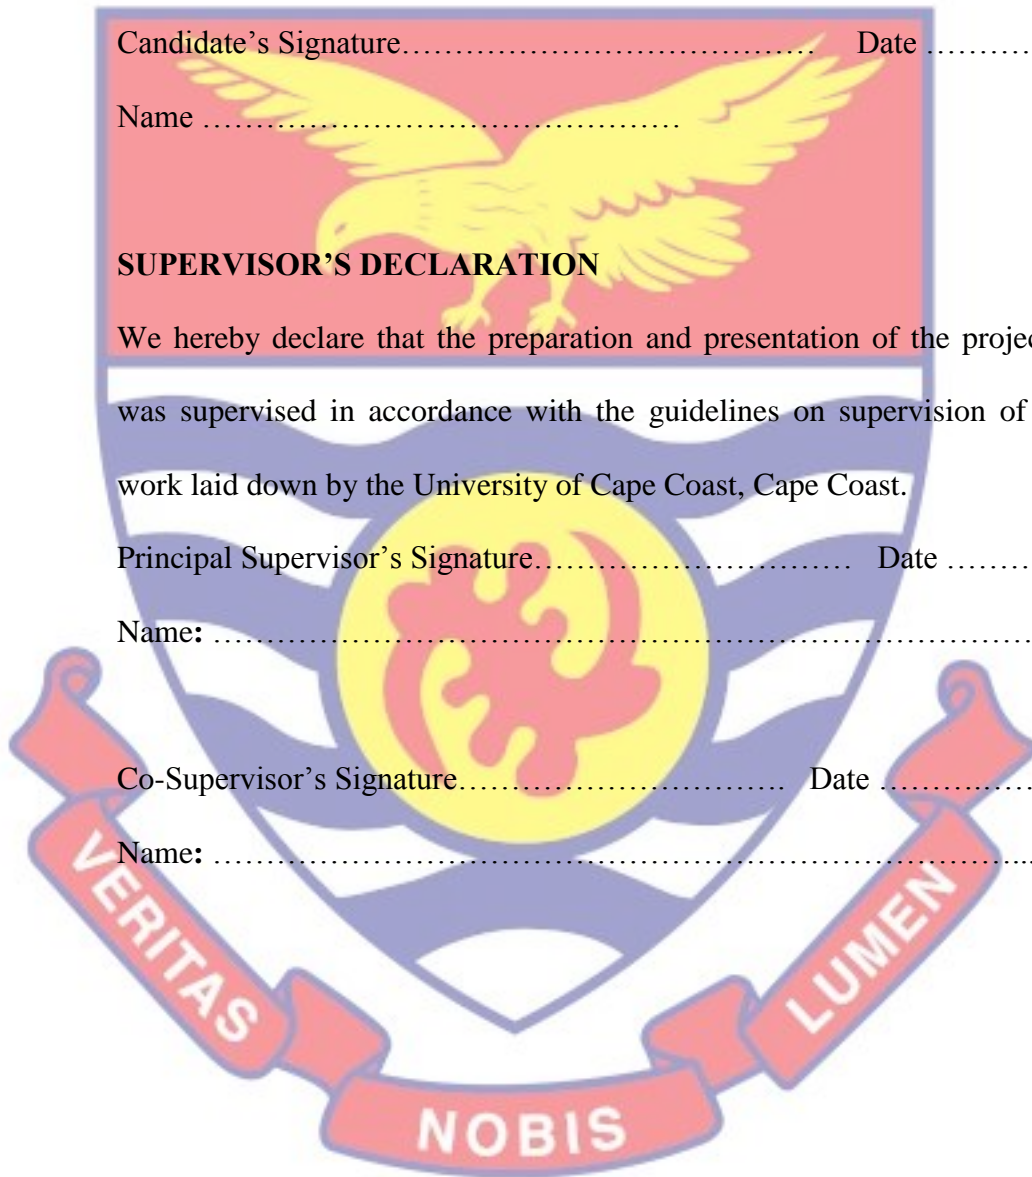 Candidate’s Signature………………………………… Date ………
Name ………………………………………
SUPERVISOR’S DECLARATION
We hereby declare that the preparation and presentation of the projec
was supervised in accordance with the guidelines on supervision of
work laid down by the University of Cape Coast, Cape Coast.
Principal Supervisor’s Signature………………………… Date ………
Name: ……………………………………………………………………
Co-Supervisor’s Signature…………………………. Date ……….……
Name: …………………………………………………………………..
VERITAS
NOBIS
LUMEN